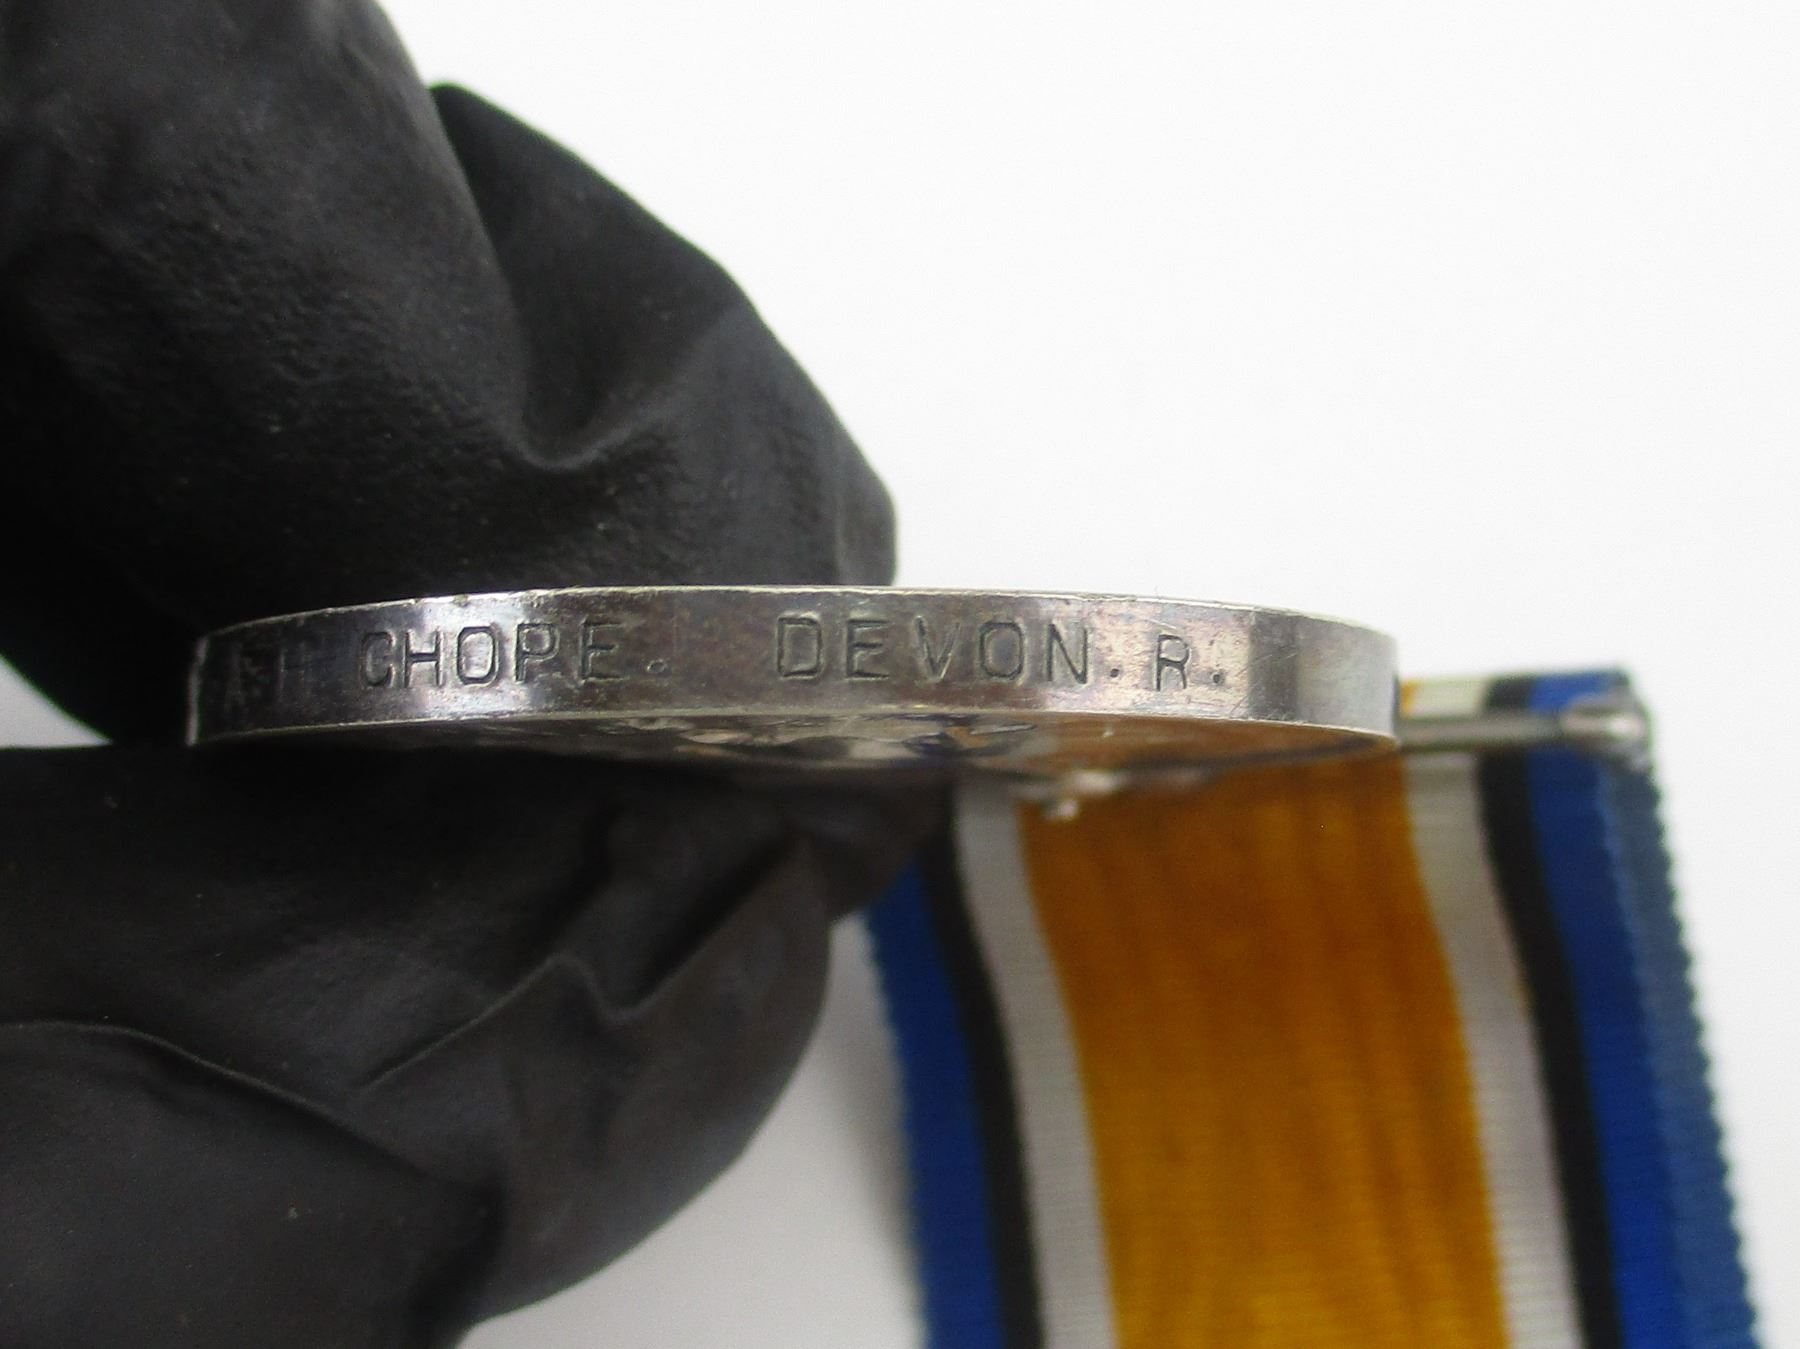 CHOPE. DEVON. R.